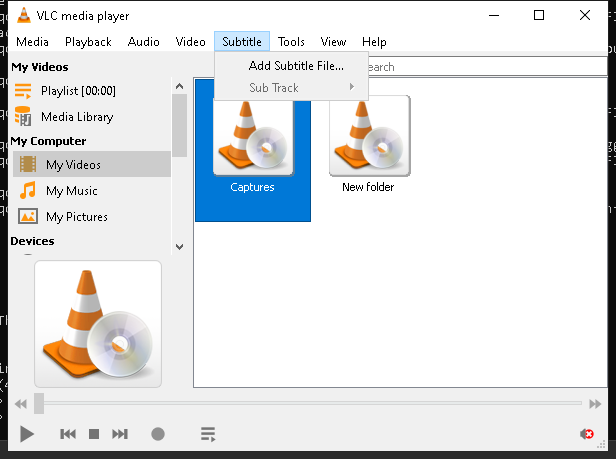 VLC media player
Media Playback Audio Video Subtitle Tools View Help
Add Subtitle File...
Sub Track
earch
My Videos
Playlist [00:00]
Media Library
My Computer
My Videos
My Music
My Pictures
Devices
Captures
New folder